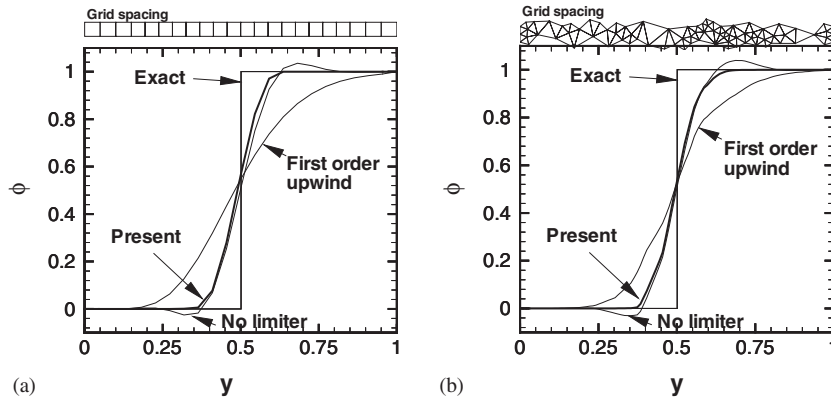 Grid spacing
Exact
First order
upwind
Present
No limiter
ϕ
1
0.8
0.6
0.4
0.2
0
0 0.25 0.5 0.75 1
(a)
y
Grid spacing
Exact
First order
upwind
Present
No limiter
ϕ
1
0.8
0.6
0.4
0.2
0
0 0.25 0.5 0.75 1
(b)
y